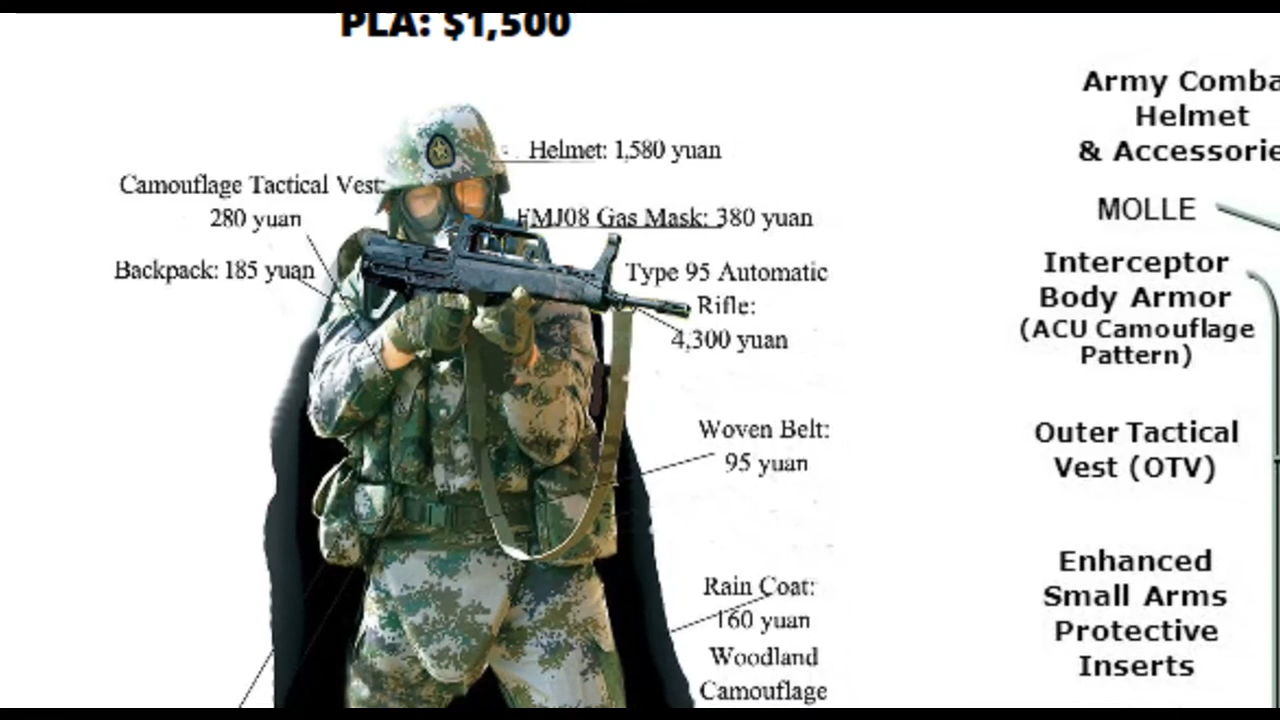 PLA: $1,500
Helmet: 1,580 yuan
Camouflage Tactical Vest:
280 yuan
FMJ08 Gas Mask: 380 yuan
Backpack: 185 yuan
Type 95 Automatic
Rifle:
4,300 yuan
Woven Belt:
95 yuan
Rain Coat:
160 yuan
Woodland
Camouflage
Army Comba
Helmet
& Accessorie
MOLLE
Interceptor
Body Armor
(ACU Camouflage
Pattern)
Outer Tactical
Vest (OTV)
Enhanced
Small Arms
Protective
Inserts